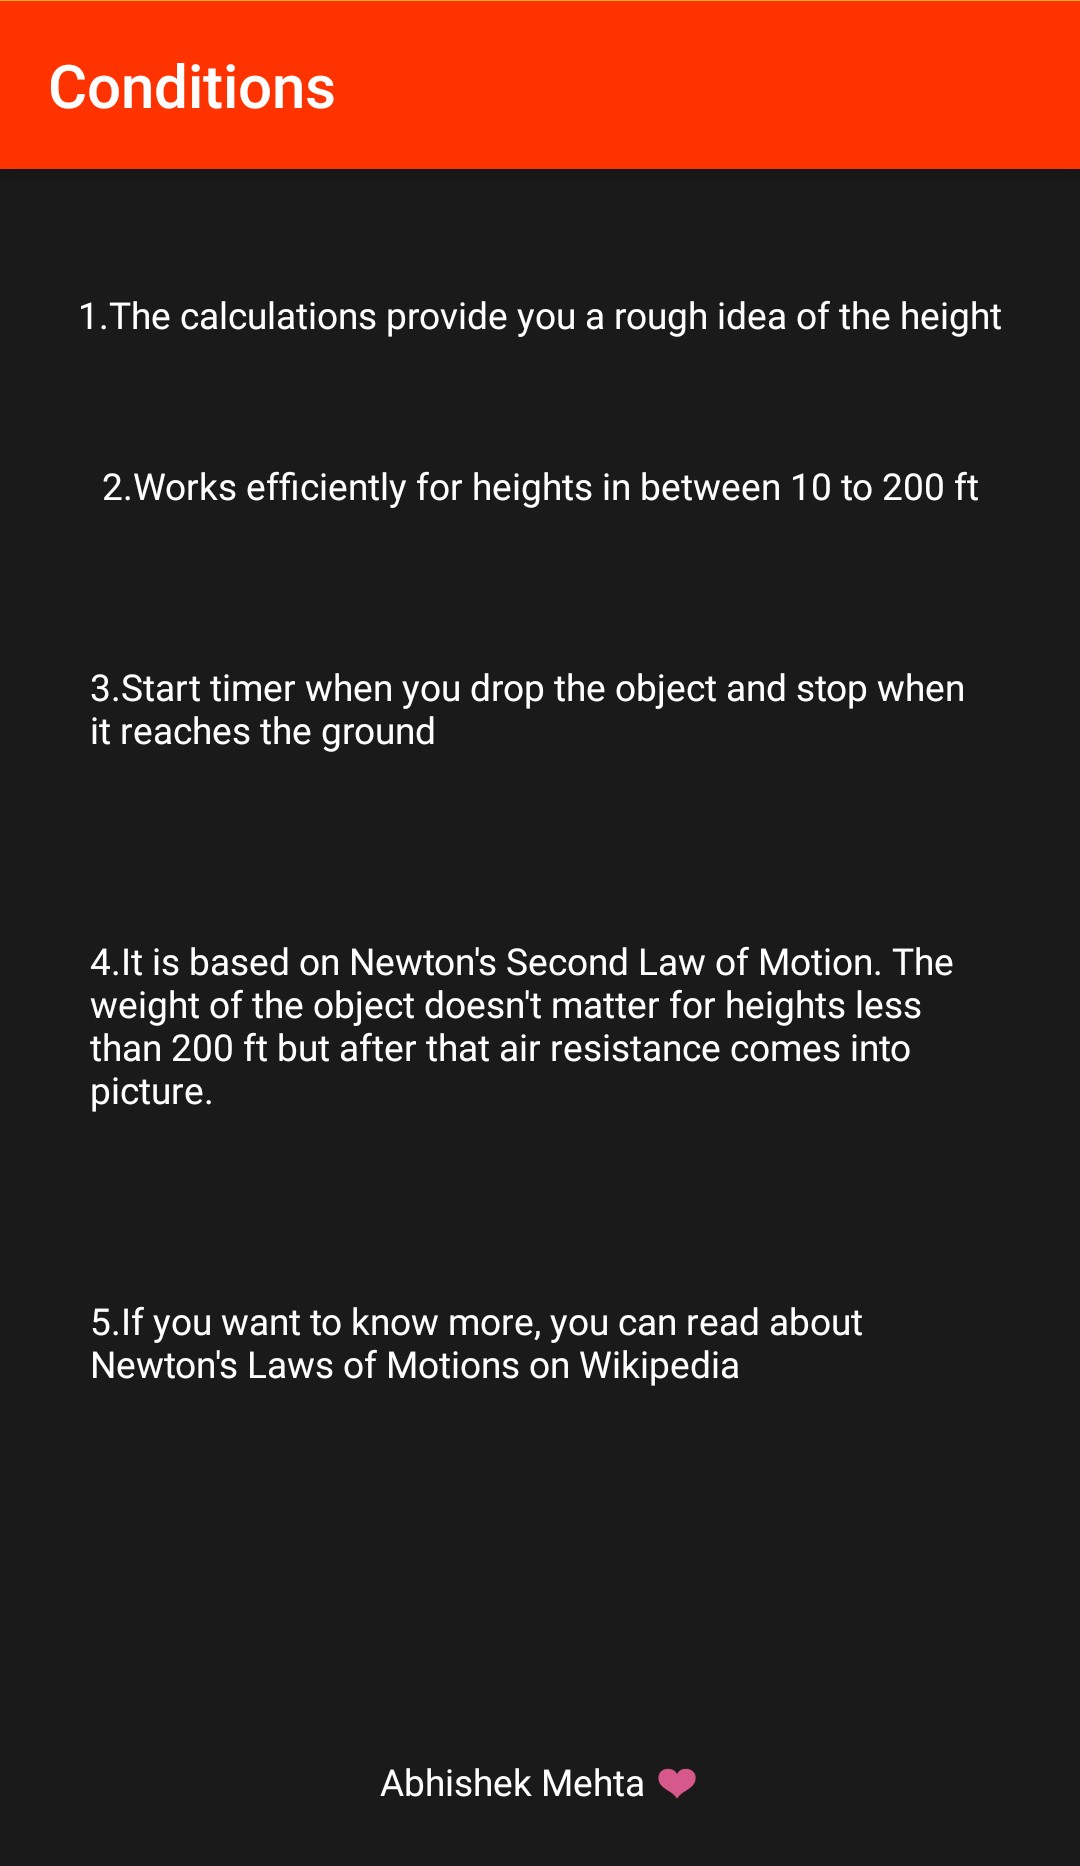 Conditions
1.The calculations provide you a rough idea of the height
2.Works efficiently for heights in between 10 to 200 ft
3.Start timer when you drop the object and stop when
it reaches the ground
4.It is based on Newton's Second Law of Motion. The
weight of the object doesn't matter for heights less
than 200 ft but after that air resistance comes into
picture.
5.If you want to know more, you can read about
Newton's Laws of Motions on Wikipedia
Abhishek Mehta ❤